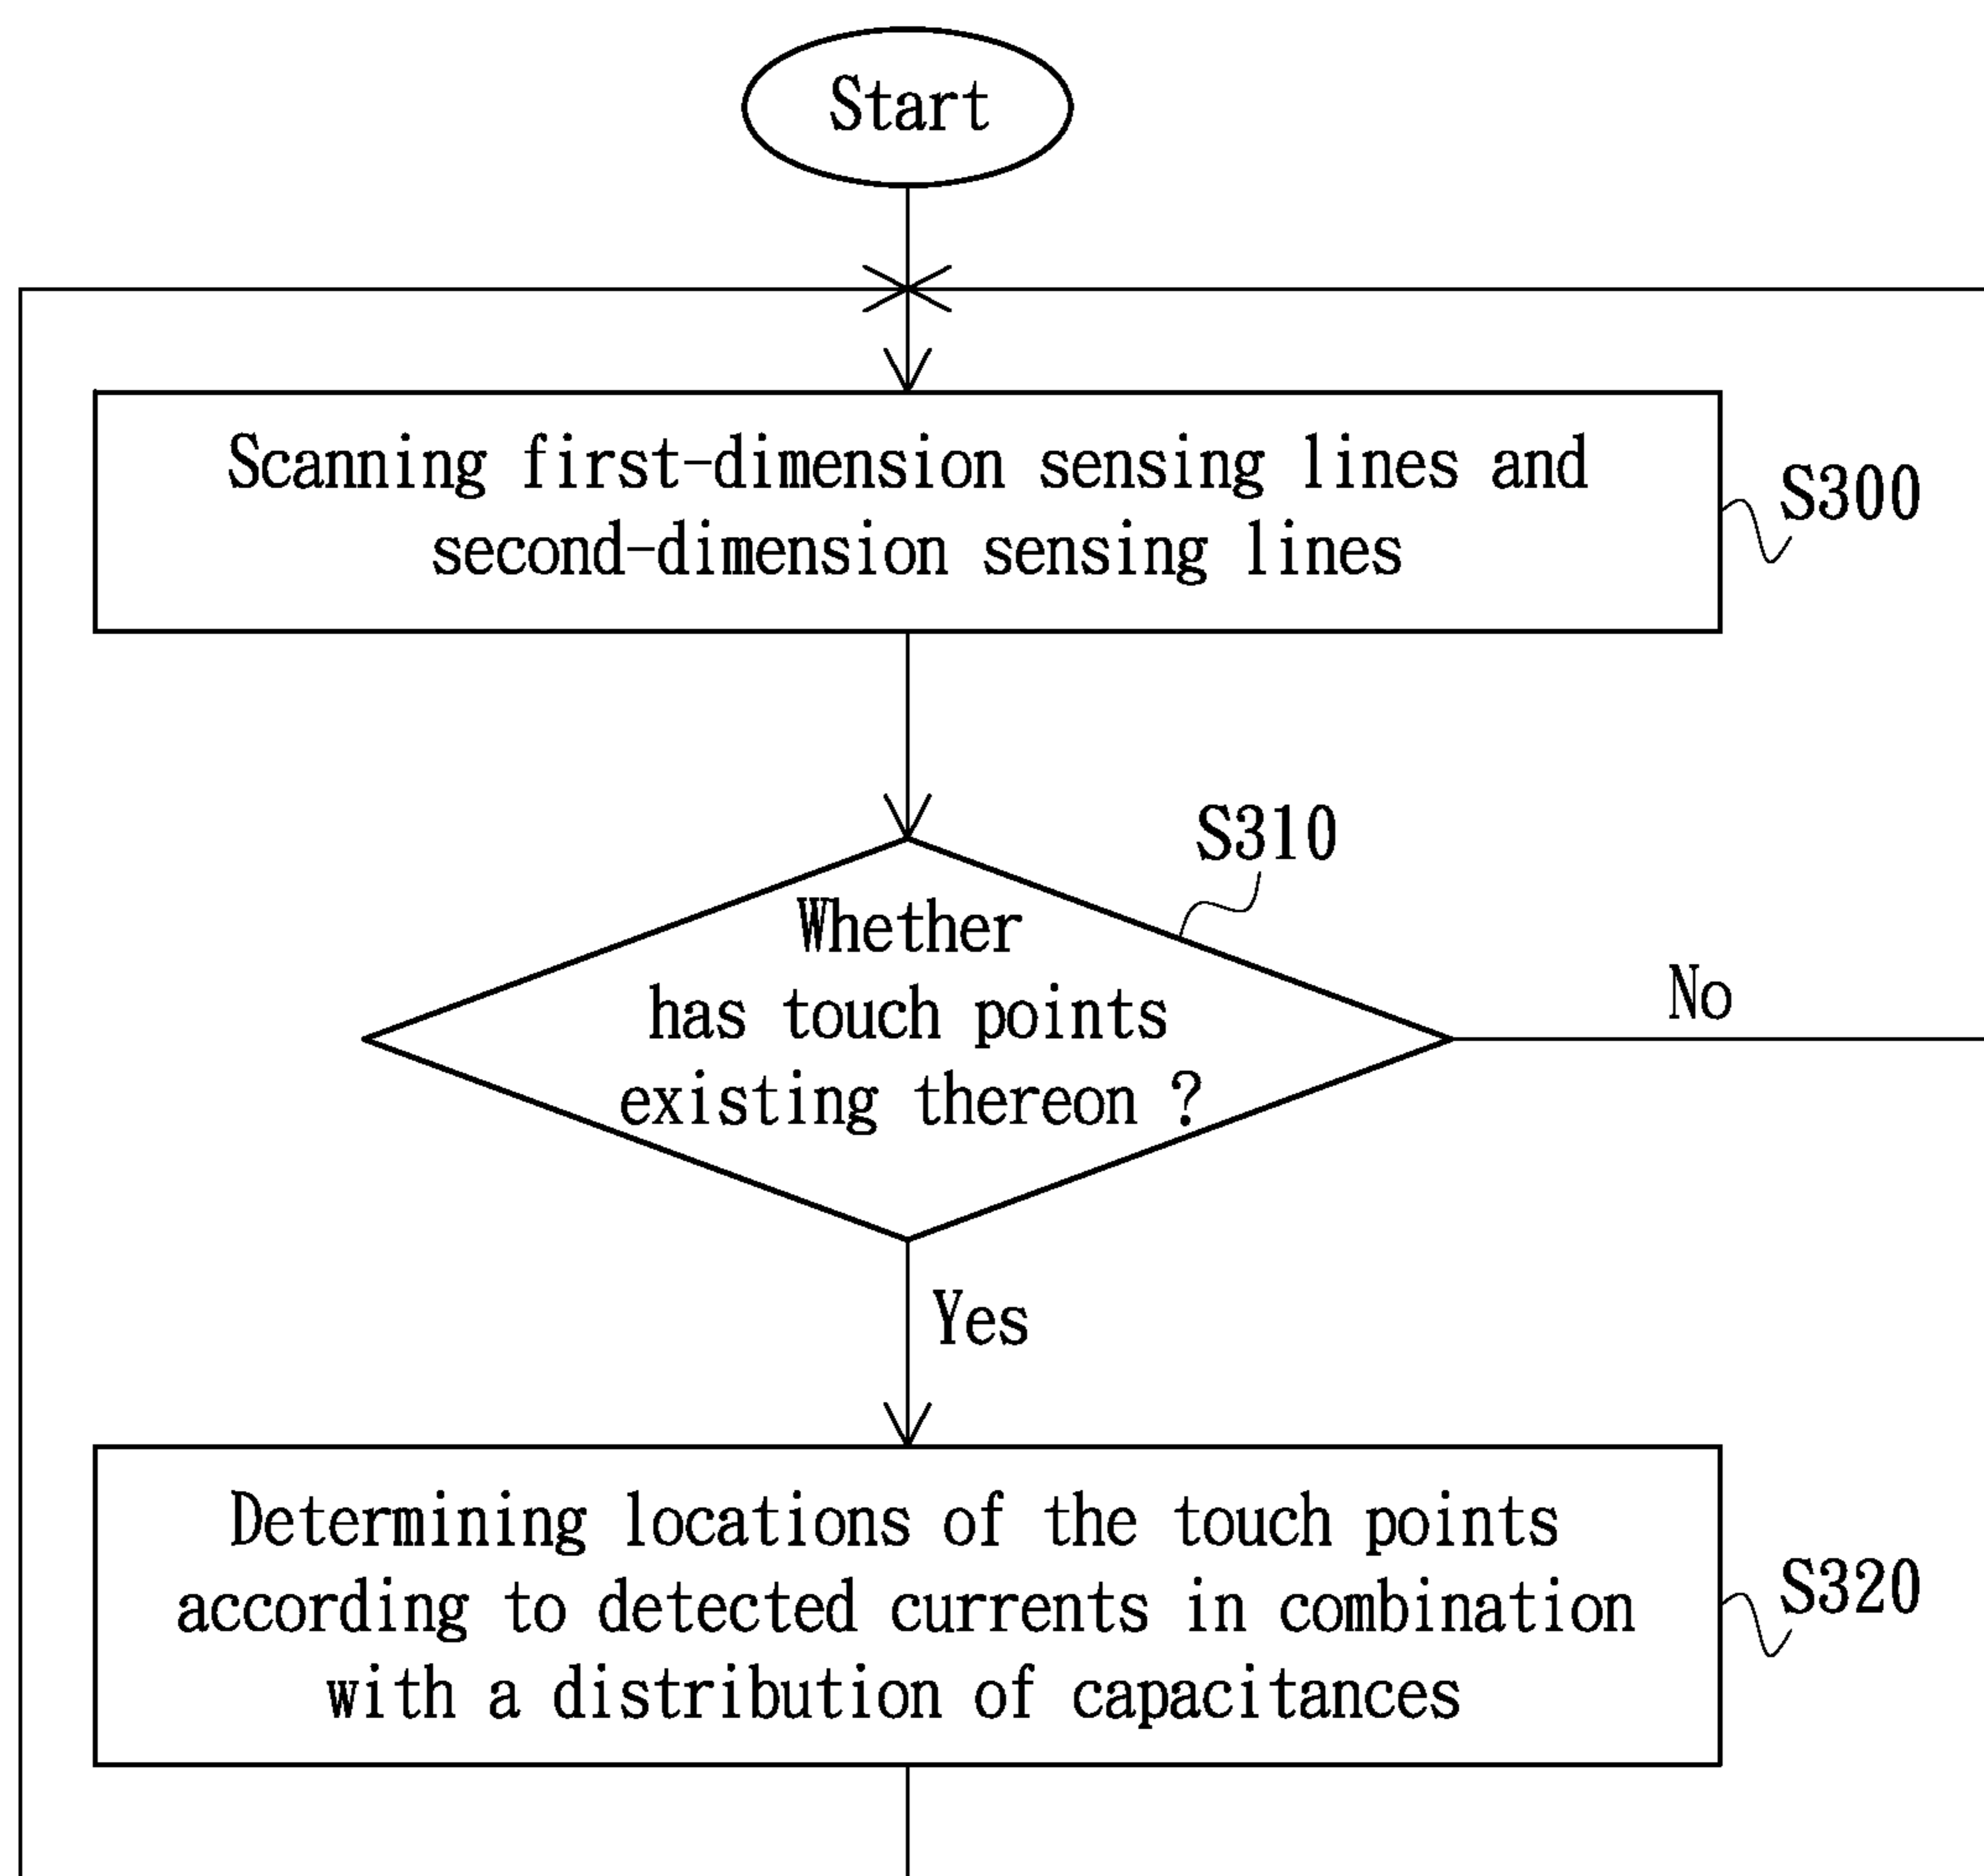 Start
Scanning first-dimension sensing lines and
second-dimension sensing lines
S300
S310
Whether
has touch points
existing thereon ?
No
Yes
Determining locations of the touch points
according to detected currents in combination
with a distribution of capacitances
S320